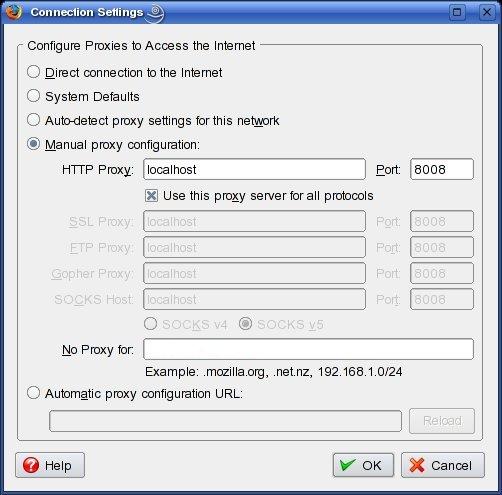 Connection Settings
Configure Proxies to Access the Internet
Direct connection to the Internet
System Defaults
Auto-detect proxy settings for this network
Manual proxy configuration:
HTTP Proxy: localhost Port: 8008
Use this proxy server for all protocols
SSL Proxy: localhost Port: 8008
FTP Proxy: localhost Port: 8008
Gopher Proxy: localhost Port: 8008
SOCKS Host: localhost Port: 8008
SOCKS v4 SOCKS v5
No Proxy for:
Example: .mozilla.org, .net.nz, 192.168.1.0/24
Automatic proxy configuration URL:
Reload
Help OK Cancel